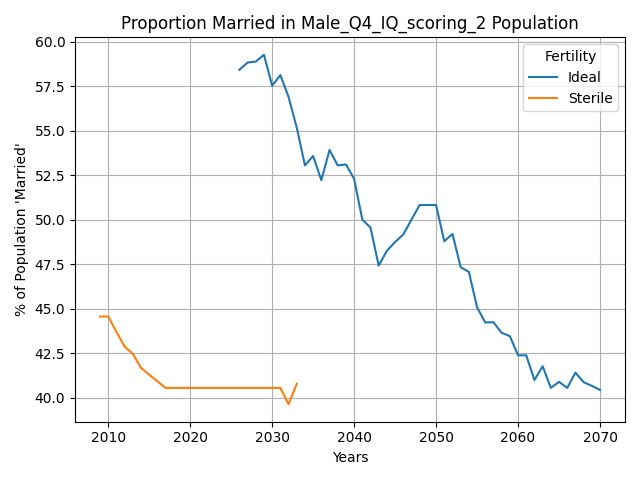 Proportion Married in Male_Q4_IQ_scoring_2 Population
60.0
57.5
55.0
52.5
50.0
47.5
45.0
42.5
40.0
% of Population 'Married'
Fertility
Ideal
Sterile
2010 2020 2030 2040 2050 2060 2070
Years